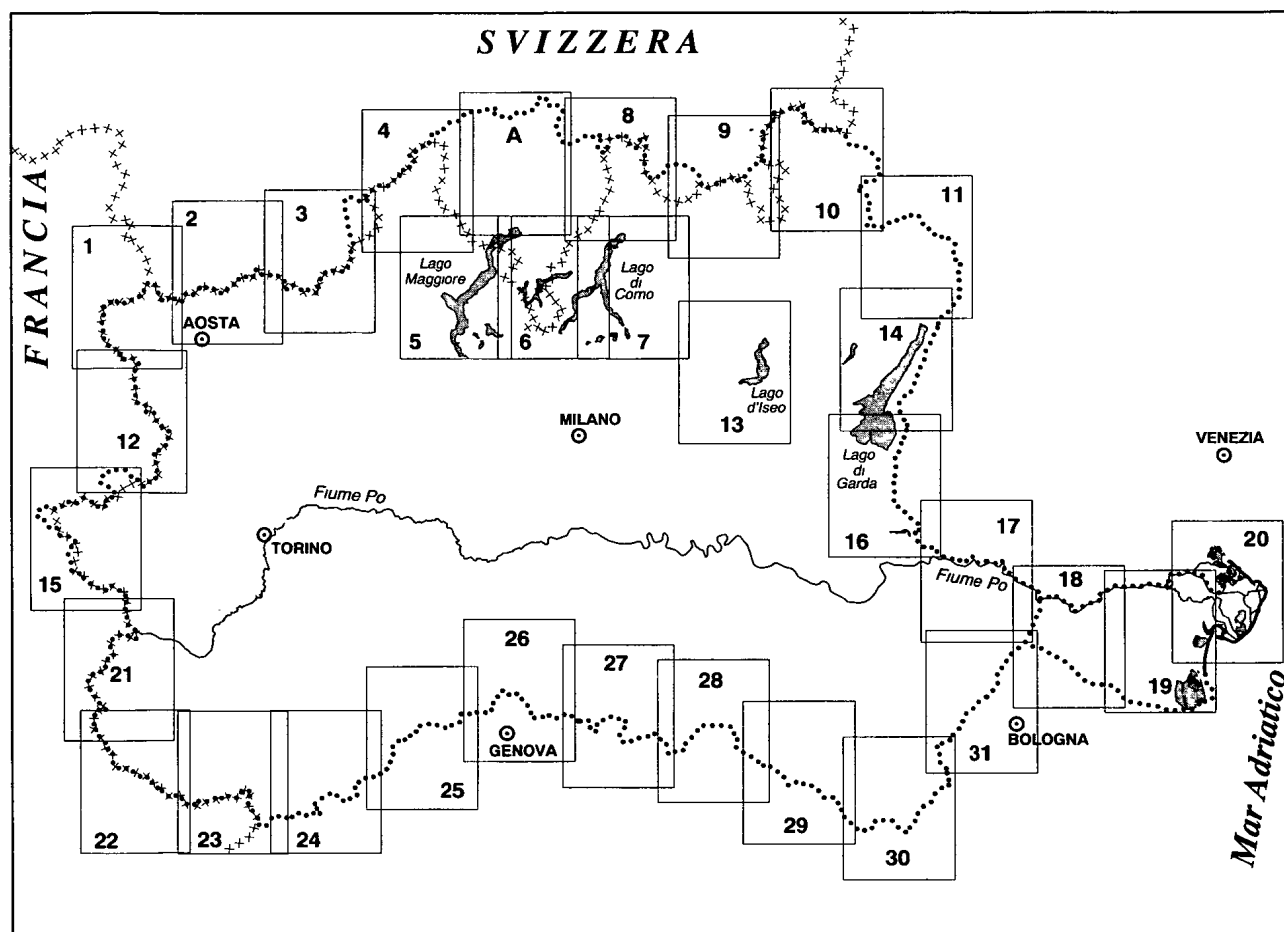 SVIZZERA
FRANCIA
4
A
8
9
10
11
1
2
3
AOSTA
Lago
Maggiore
5
6
Lago
di
Como
7
14
Lago
d'Iseo
13
MILANO
12
Lago
di
Garda
16
VENEZIA
Fiume Po
TORINO
15
17
Fiume Po
18
20
19
21
26
27
28
GENOVA
25
BOLOGNA
31
22
23
24
29
30
Mar Adriatico